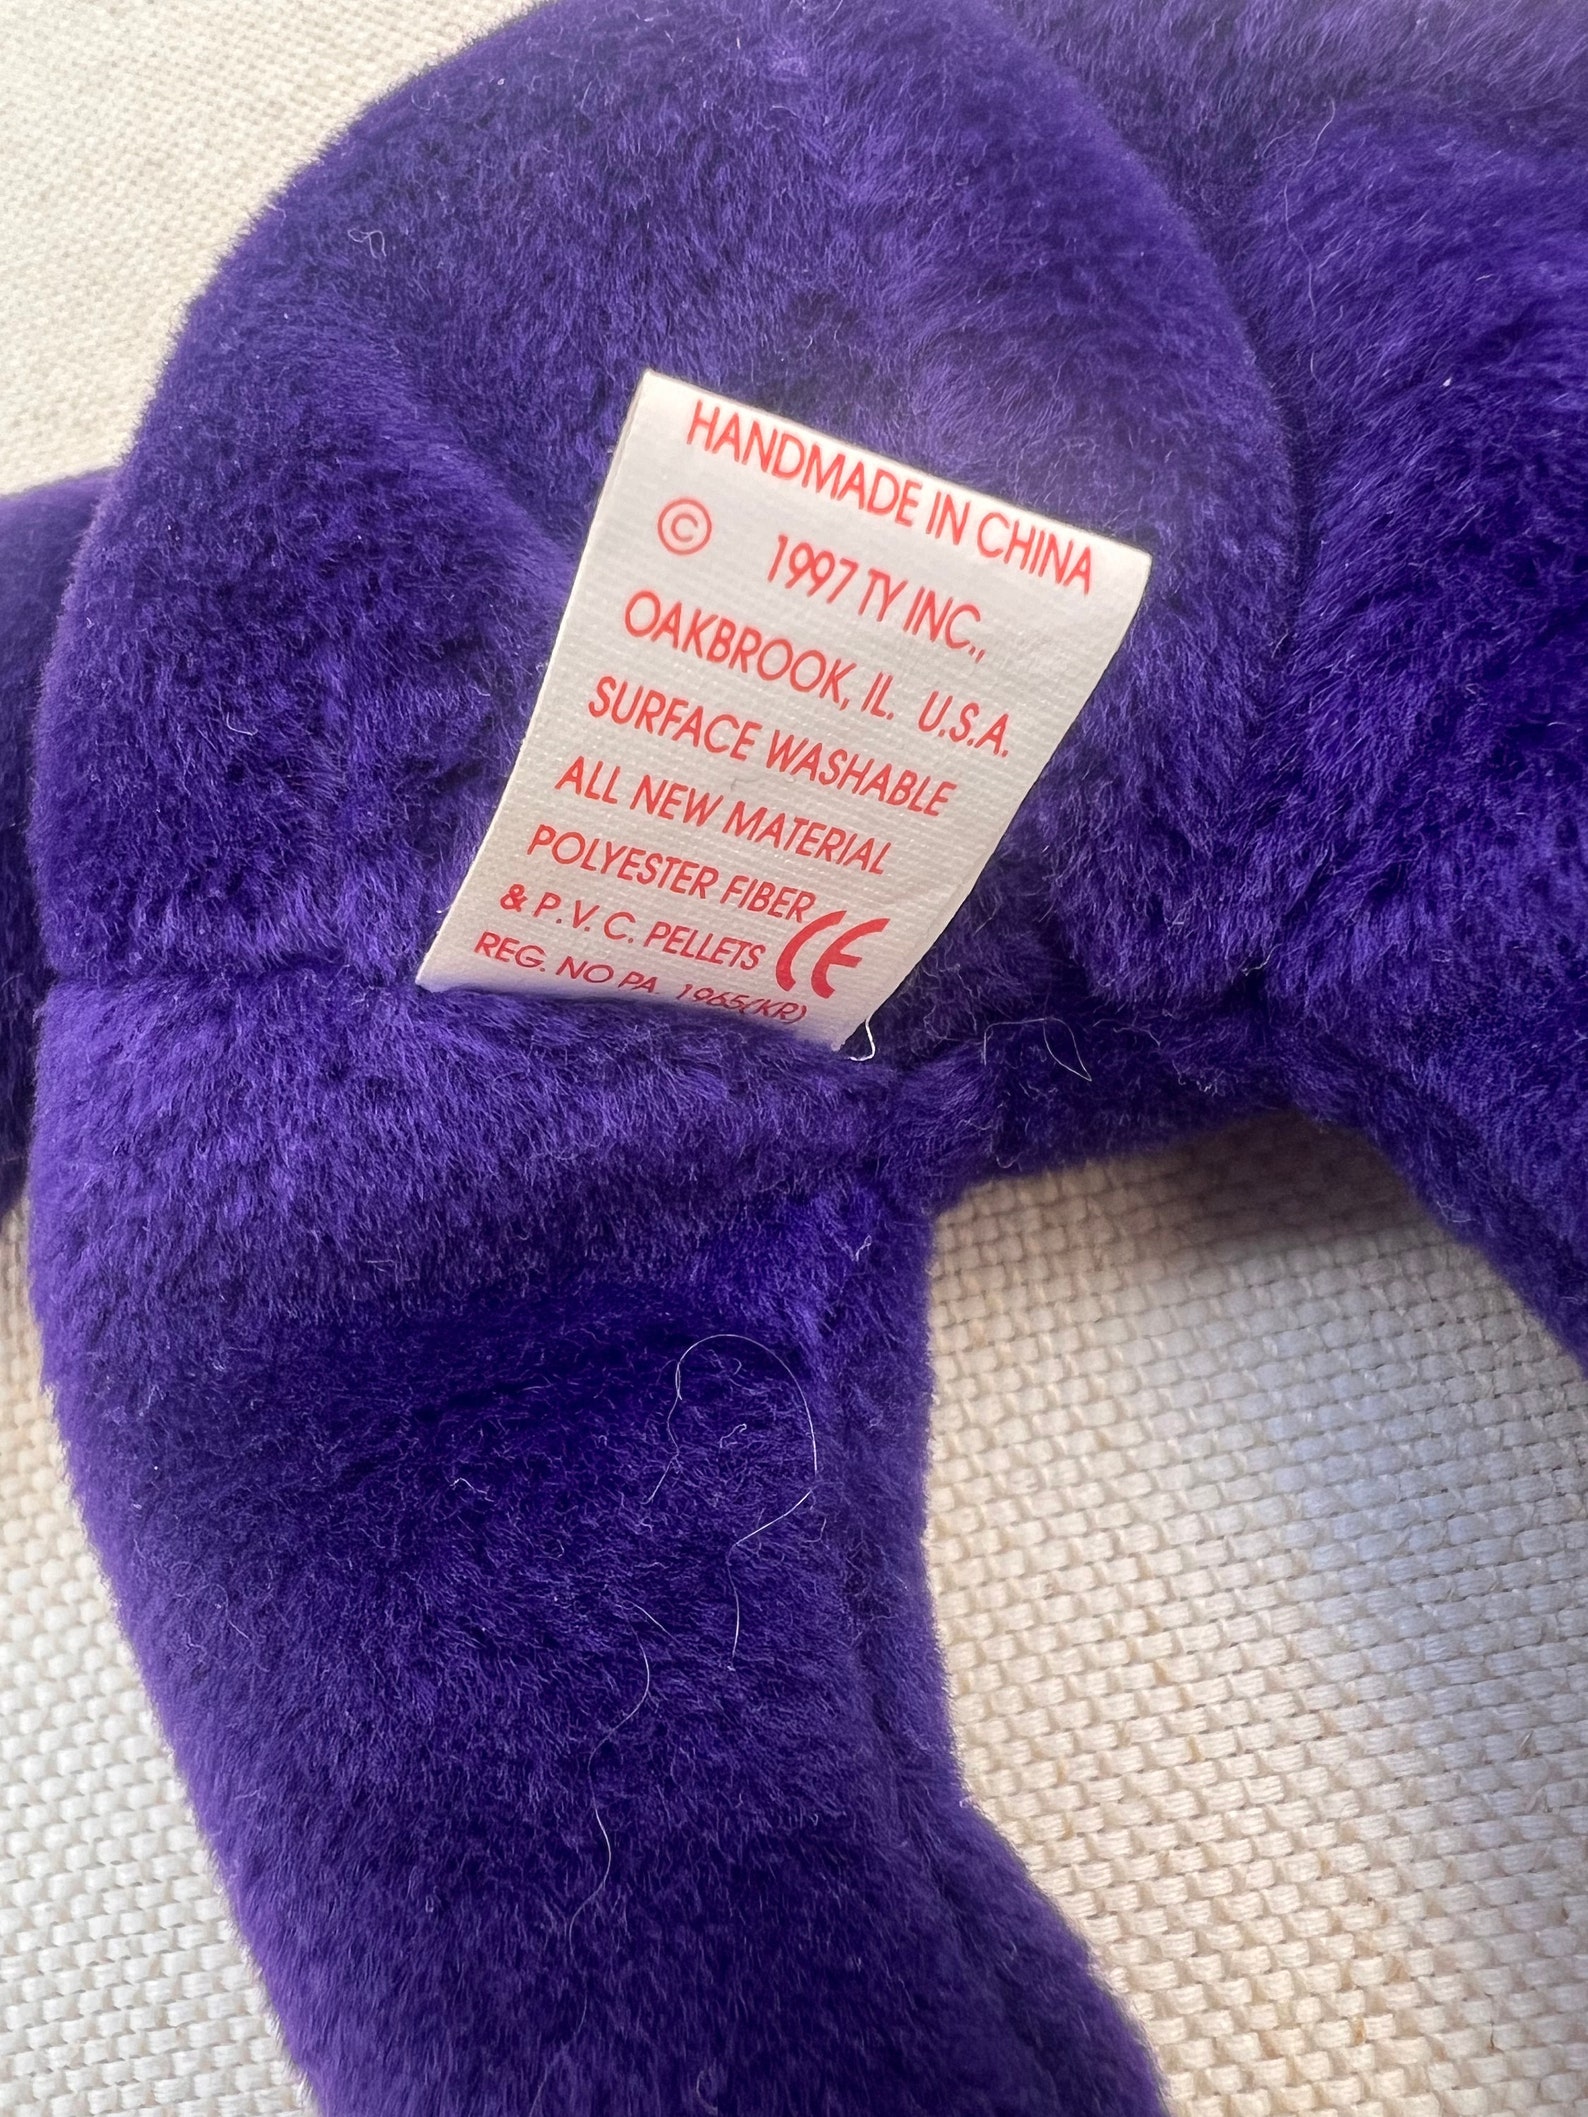 HANDMADE IN CHINA
© 1997 TY INC.,
OAKBROOK, IL. U.S.A.
SURFACE WASHABLE
ALL NEW MATERIAL
POLYESTER FIBER
& P.V.C. PELLETS CE
REG. NO PA. 1965(KR)